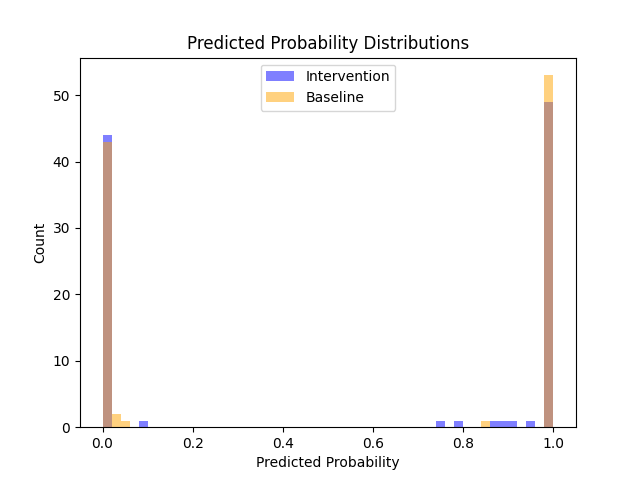 Predicted Probability Distributions
Intervention
Baseline
Count
50
40
30
20
10
0
0.0 0.2 0.4 0.6 0.8 1.0
Predicted Probability